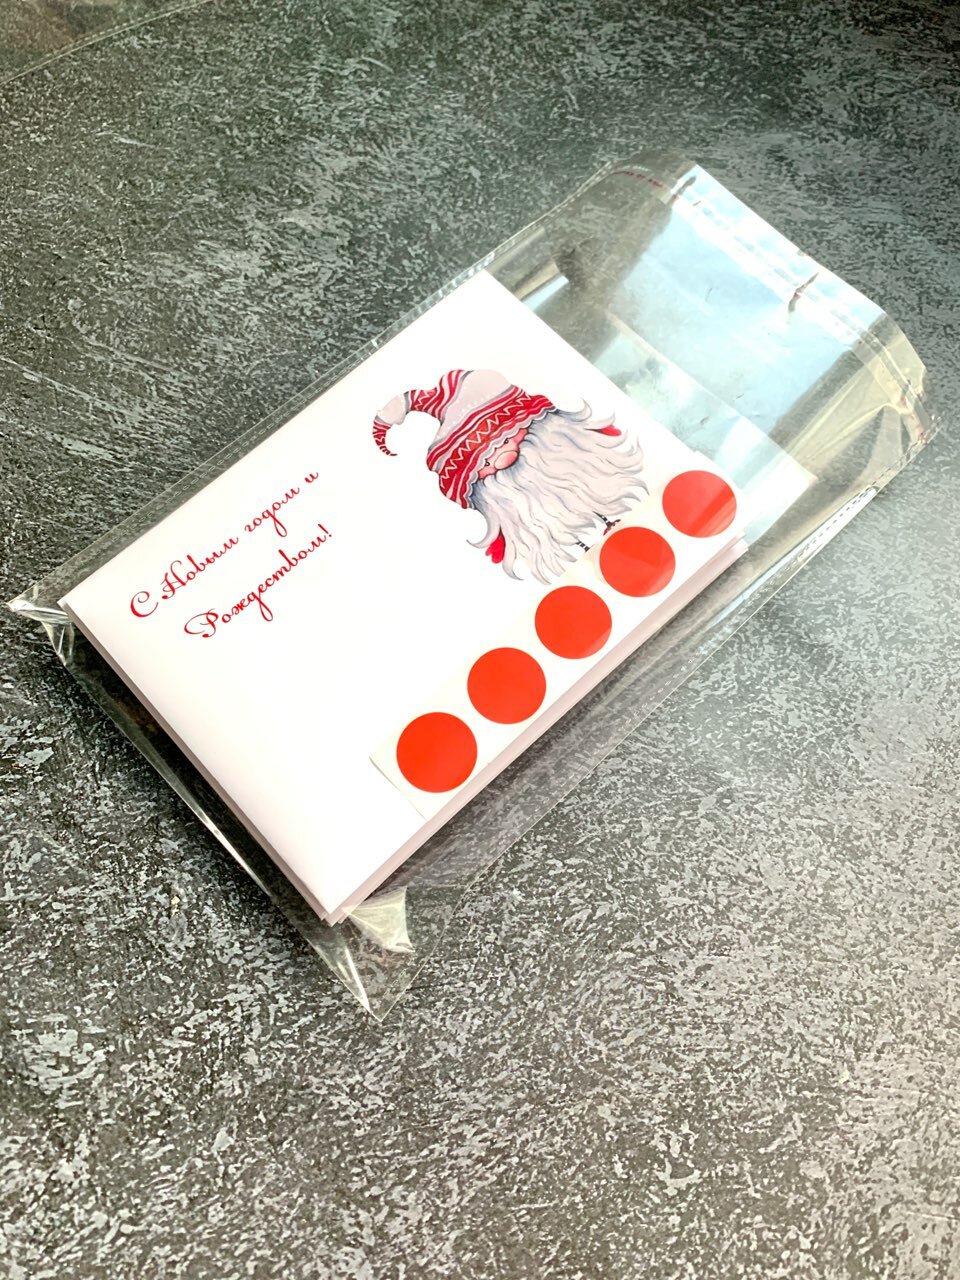 С Новым годом и
Рождеством!